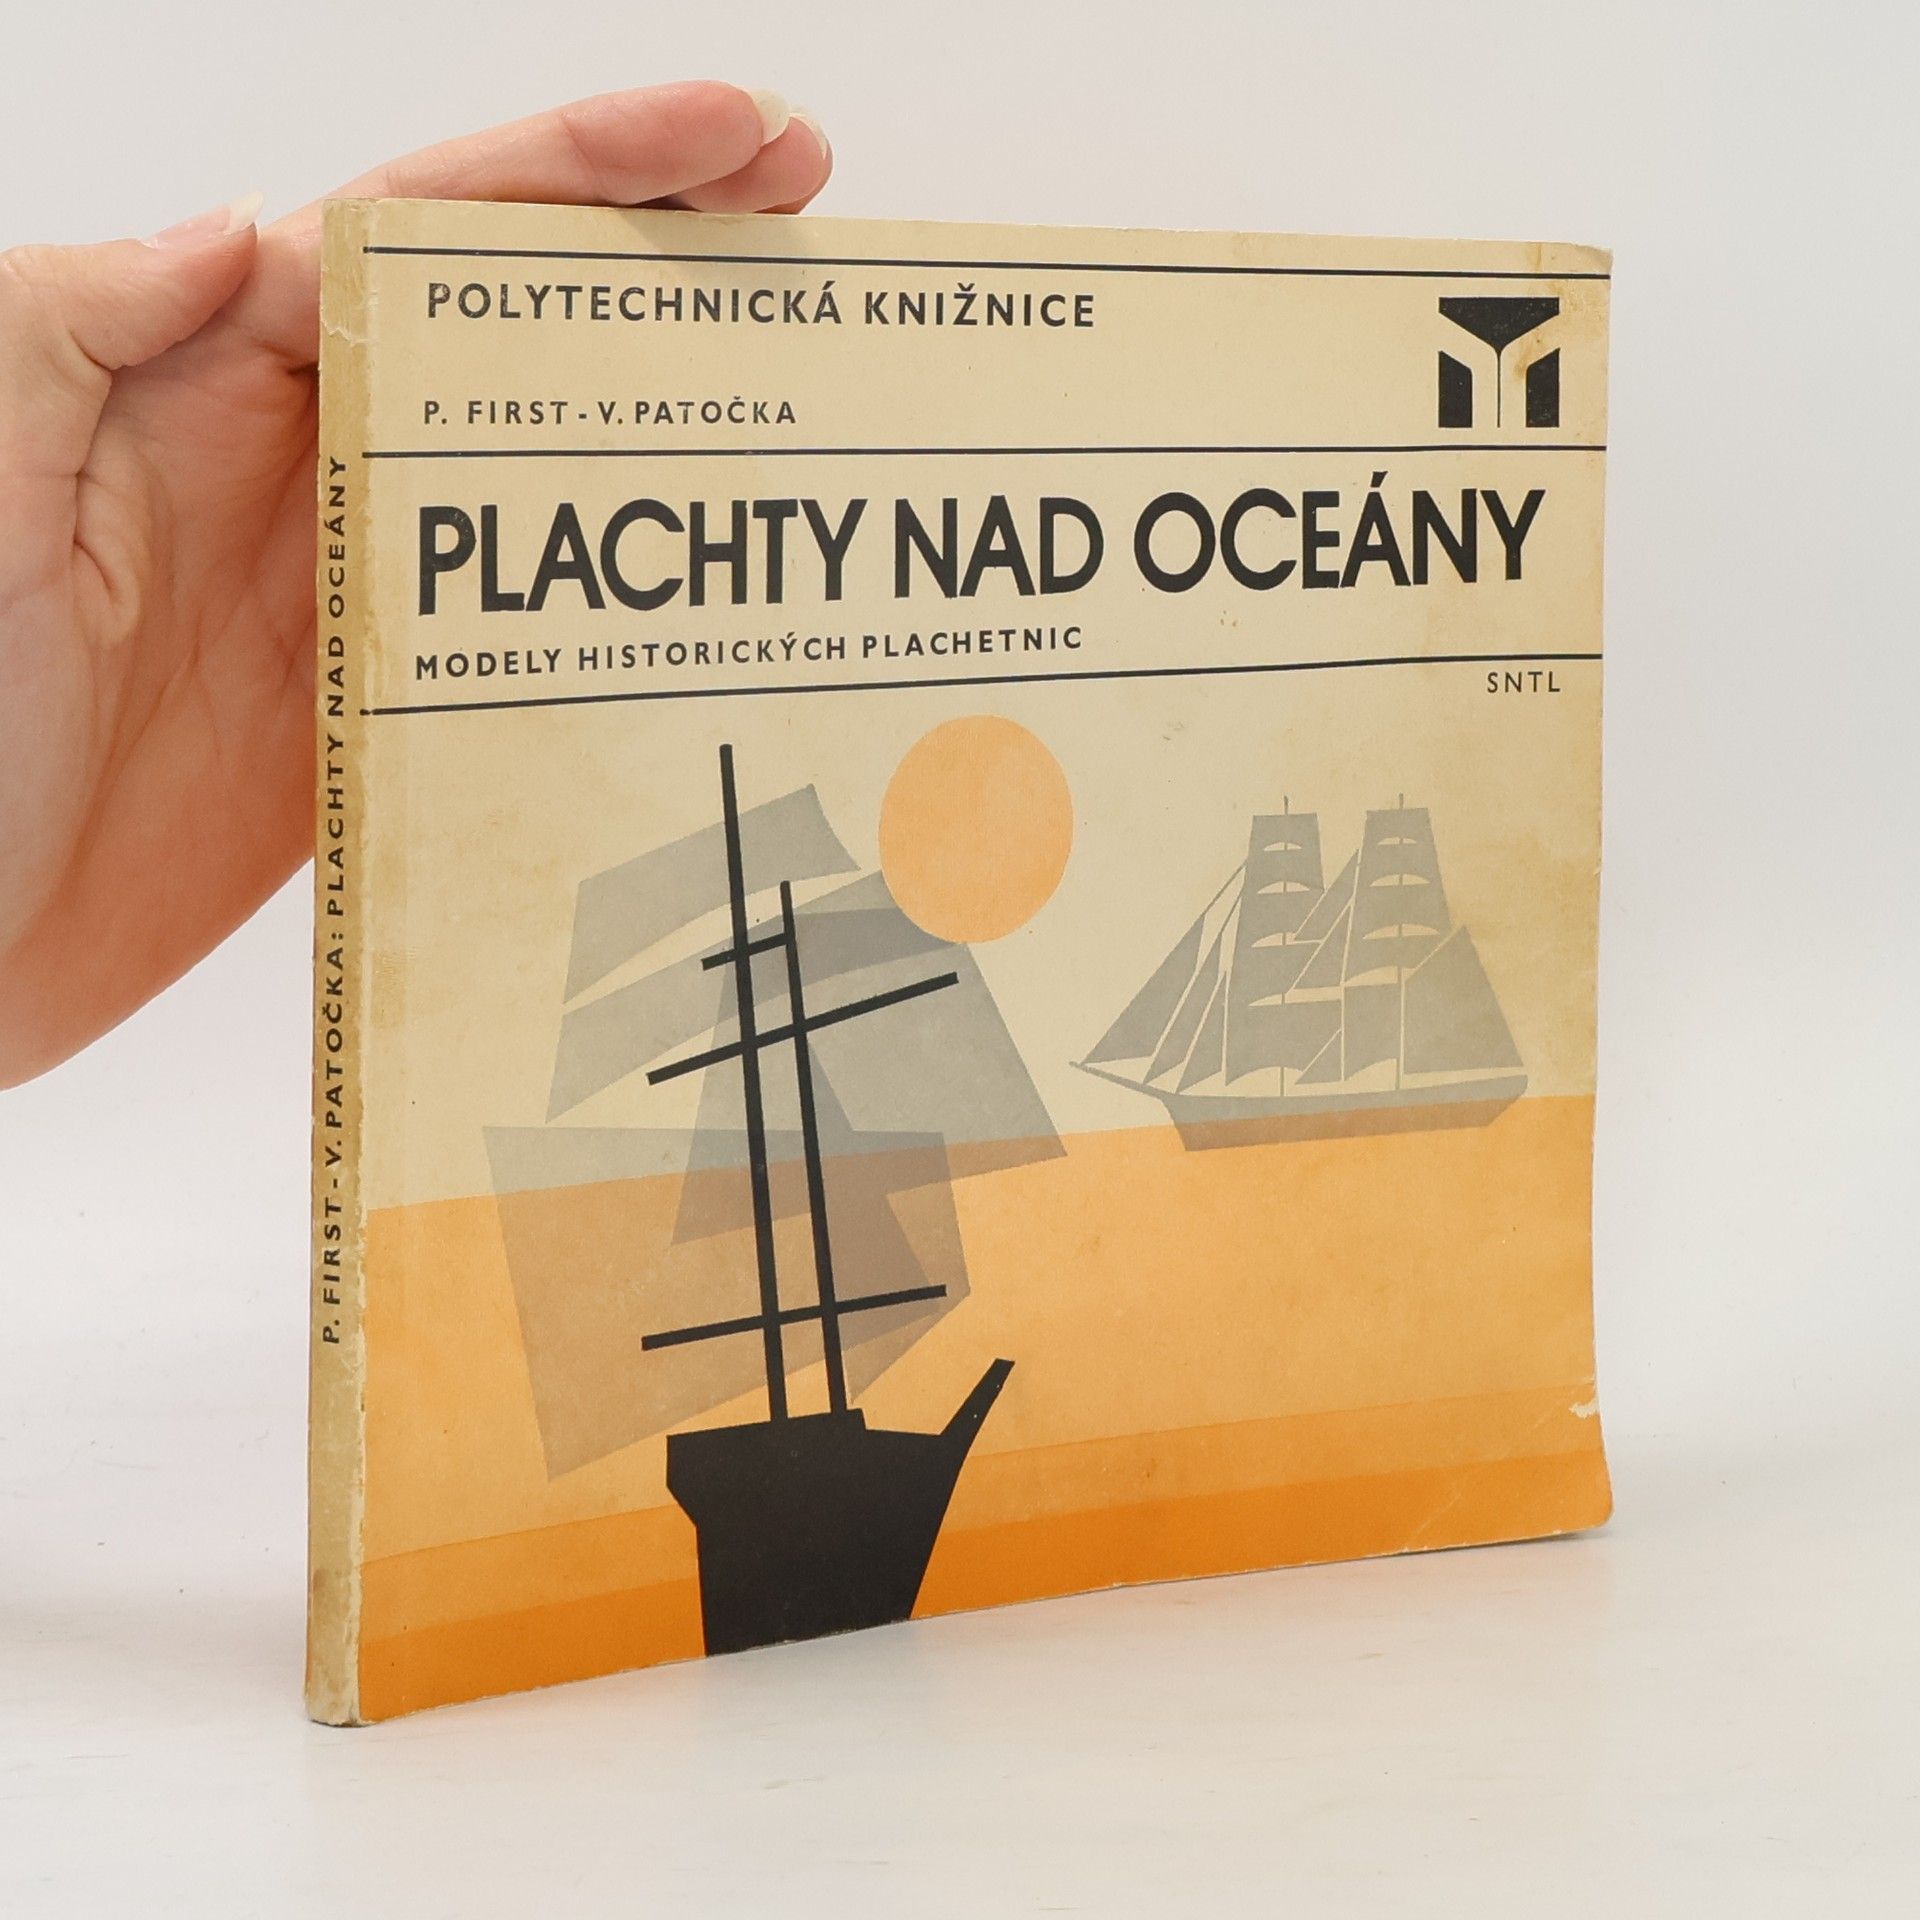 POLYTECHNICKÁ KNIŽNICE
P. FIRST - V. PATOČKA
PLACHTY NAD OCEÁNY
MODELY HISTORICKÝCH PLACHETNIC
SNTL
P. FIRST - V. PATOČKA: PLACHTY NAD OCEÁNY